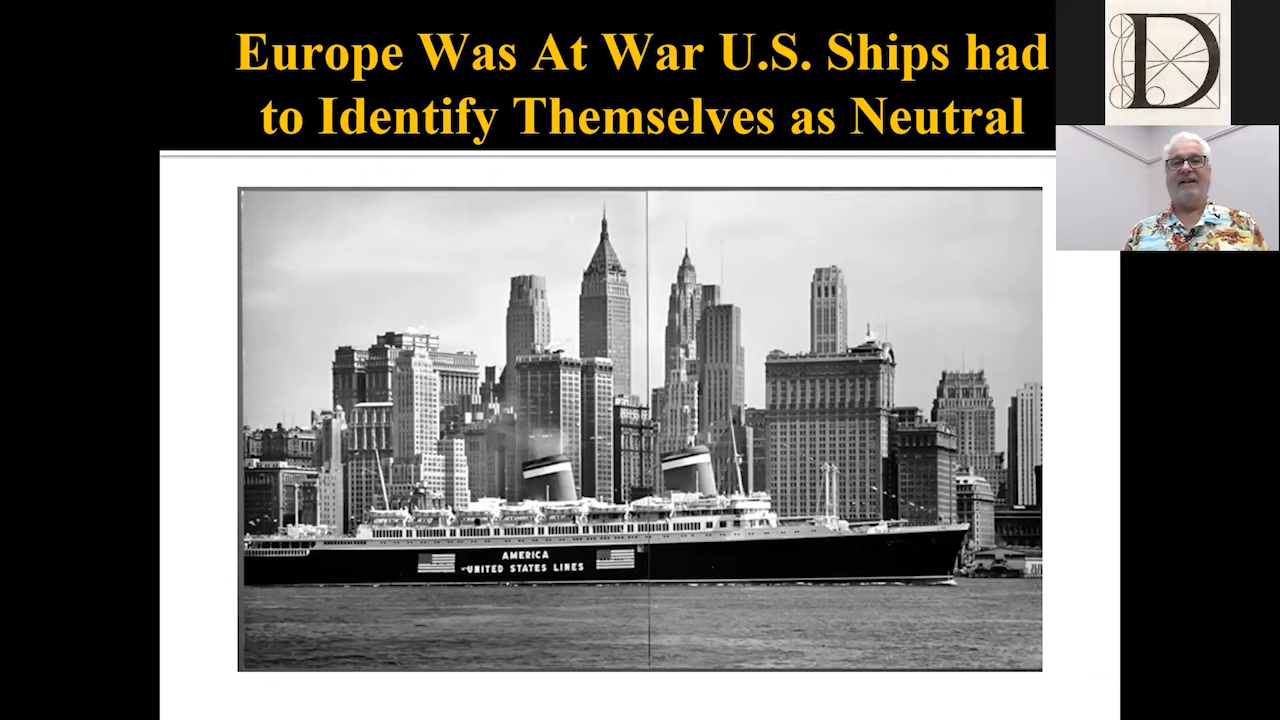 Europe Was At War U.S. Ships had
to Identify Themselves as Neutral
D
AMERICA
UNITED STATES LINES